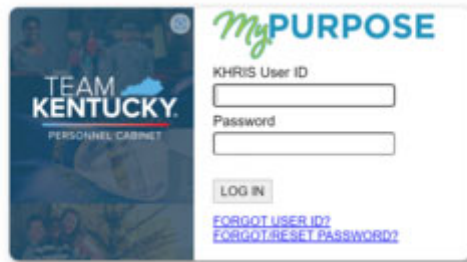 TEAM
KENTUCKY
PERSONNEL CABINET
MyPURPOSE
KHRIS User ID
Password
LOG IN
FORGOT USER ID?
FORGOT/RESET PASSWORD?